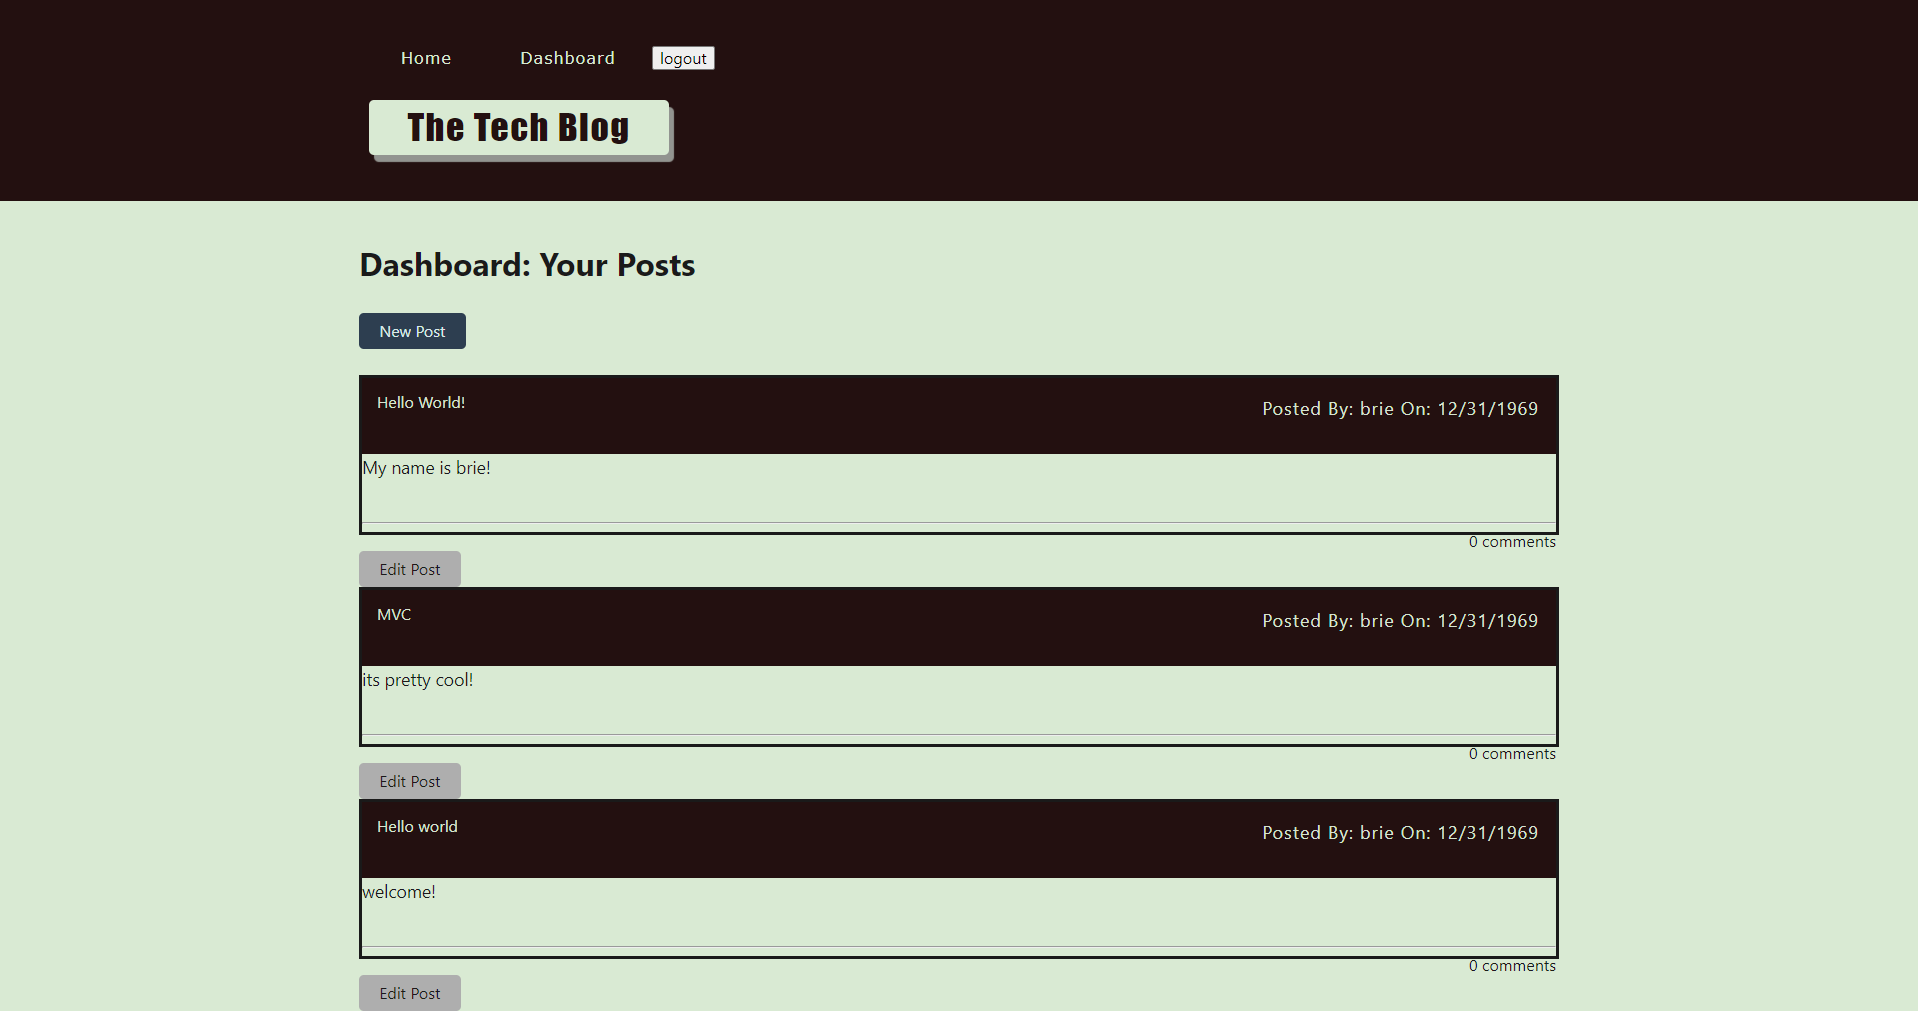 Home Dashboard logout
The Tech Blog
Dashboard: Your Posts
New Post
Hello World! Posted By: brie On: 12/31/1969
My name is brie!
0 comments
Edit Post
MVC Posted By: brie On: 12/31/1969
its pretty cool!
0 comments
Edit Post
Hello world Posted By: brie On: 12/31/1969
welcome!
0 comments
Edit Post